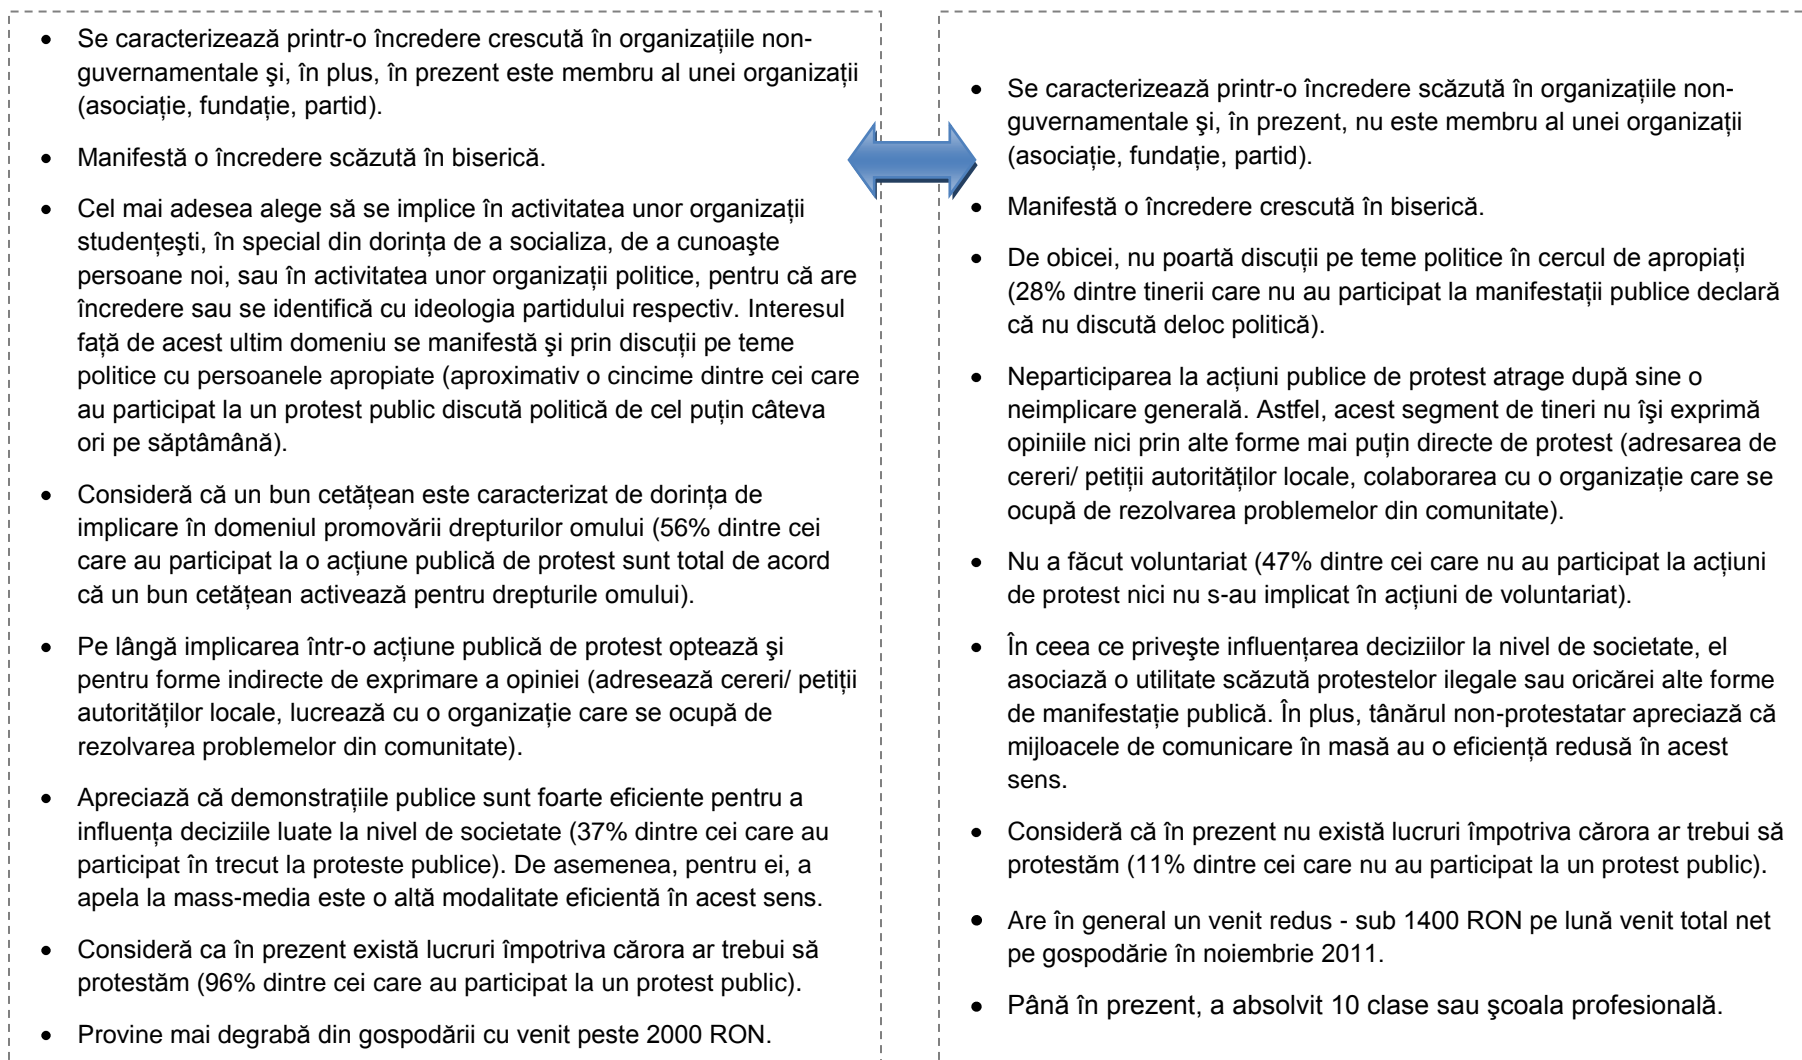 • Se caracterizează printr-o încredere crescută în organizațiile non-
guvernamentale şi, în plus, în prezent este membru al unei organizații
(asociație, fundație, partid).
• Manifestă o încredere scăzută în biserică.
• Cel mai adesea alege să se implice în activitatea unor organizații
studențeşti, în special din dorința de a socializa, de a cunoaşte
persoane noi, sau în activitatea unor organizații politice, pentru că are
încredere sau se identifică cu ideologia partidului respectiv. Interesul
față de acest ultim domeniu se manifestă şi prin discuții pe teme
politice cu persoanele apropiate (aproximativ o cincime dintre cei care
au participat la un protest public discută politică de cel puțin câteva
ori pe săptămână).
• Consideră că un bun cetățean este caracterizat de dorința de
implicare în domeniul promovării drepturilor omului (56% dintre cei
care au participat la o acțiune publică de protest sunt total de acord
că un bun cetățean activează pentru drepturile omului).
• Pe lângă implicarea într-o acțiune publică de protest optează şi
pentru forme indirecte de exprimare a opiniei (adresează cereri/ petiții
autorităților locale, lucrează cu o organizație care se ocupă de
rezolvarea problemelor din comunitate).
• Apreciază că demonstrațiile publice sunt foarte eficiente pentru a
influența deciziile luate la nivel de societate (37% dintre cei care au
participat în trecut la proteste publice). De asemenea, pentru ei, a
apela la mass-media este o altă modalitate eficientă în acest sens.
• Consideră ca în prezent există lucruri împotriva cărora ar trebui să
protestăm (96% dintre cei care au participat la un protest public).
• Provine mai degrabă din gospodării cu venit peste 2000 RON.
• Se caracterizează printr-o încredere scăzută în organizațiile non-
guvernamentale şi, în prezent, nu este membru al unei organizații
(asociație, fundație, partid).
• Manifestă o încredere crescută în biserică.
• De obicei, nu poartă discuții pe teme politice în cercul de apropiați
(28% dintre tinerii care nu au participat la manifestații publice declară
că nu discută deloc politică).
• Neparticiparea la acțiuni publice de protest atrage după sine o
neimplicare generală. Astfel, acest segment de tineri nu îşi exprimă
opiniile nici prin alte forme mai puțin directe de protest (adresarea de
cereri/ petiții autorităților locale, colaborarea cu o organizație care se
ocupă de rezolvarea problemelor din comunitate).
• Nu a făcut voluntariat (47% dintre cei care nu au participat la acțiuni
de protest nici nu s-au implicat în acțiuni de voluntariat).
• În ceea ce priveşte influențarea deciziilor la nivel de societate, el
asociază o utilitate scăzută protestelor ilegale sau oricărei alte forme
de manifestație publică. În plus, tânărul non-protestatar apreciază că
mijloacele de comunicare în masă au o eficiență redusă în acest
sens.
• Consideră că în prezent nu există lucruri împotriva cărora ar trebui să
protestăm (11% dintre cei care nu au participat la un protest public).
• Are în general un venit redus - sub 1400 RON pe lună venit total net
pe gospodărie în noiembrie 2011.
• Până în prezent, a absolvit 10 clase sau şcoala profesională.